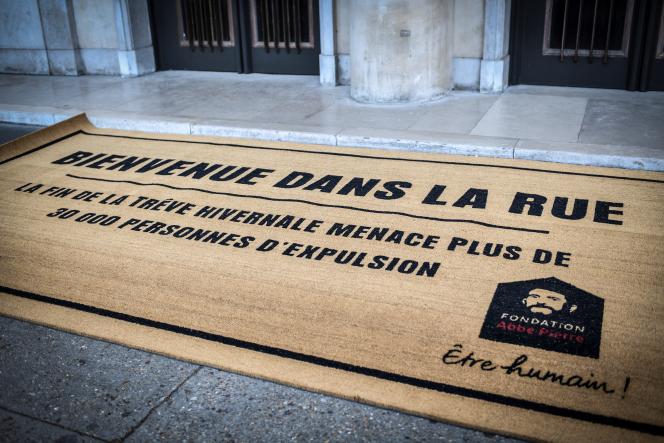 BIENVENUE DANS LA RUE
LA FIN DE LA TRÊVE HIVERNALE MENACE PLUS DE
30 000 PERSONNES D'EXPULSION
FONDATION
Abbé Pierre
Être humain !